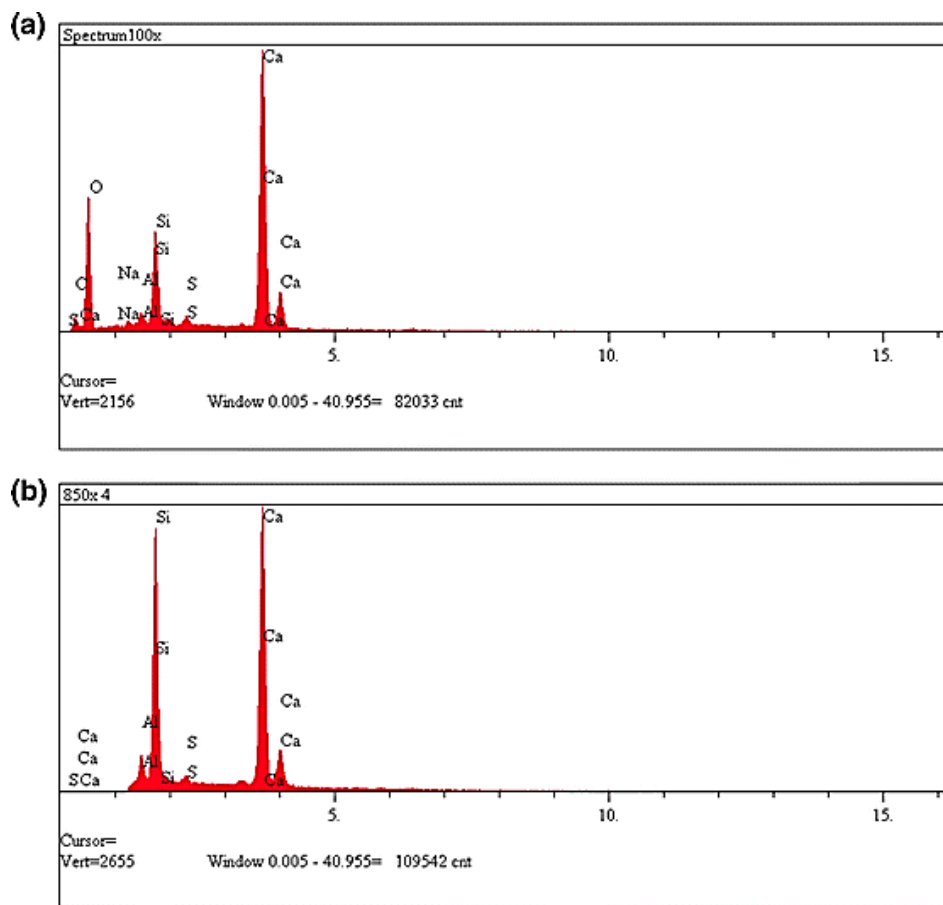 (a)
Spectrum100x
Ca
Ca
O
Si
Si
Ca
Na Al S Ca
C
Na Al Si S Ca
S Ca
5. 10. 15.
Cursor=
Vert=2156 Window 0.005 - 40.955= 82033 cnt
(b)
850x 4
Si Ca
Ca
Si
Ca
Al
Ca S Ca
Ca Al
S Ca Si S Ca
5. 10. 15.
Cursor=
Vert=2655 Window 0.005 - 40.955= 109542 cnt